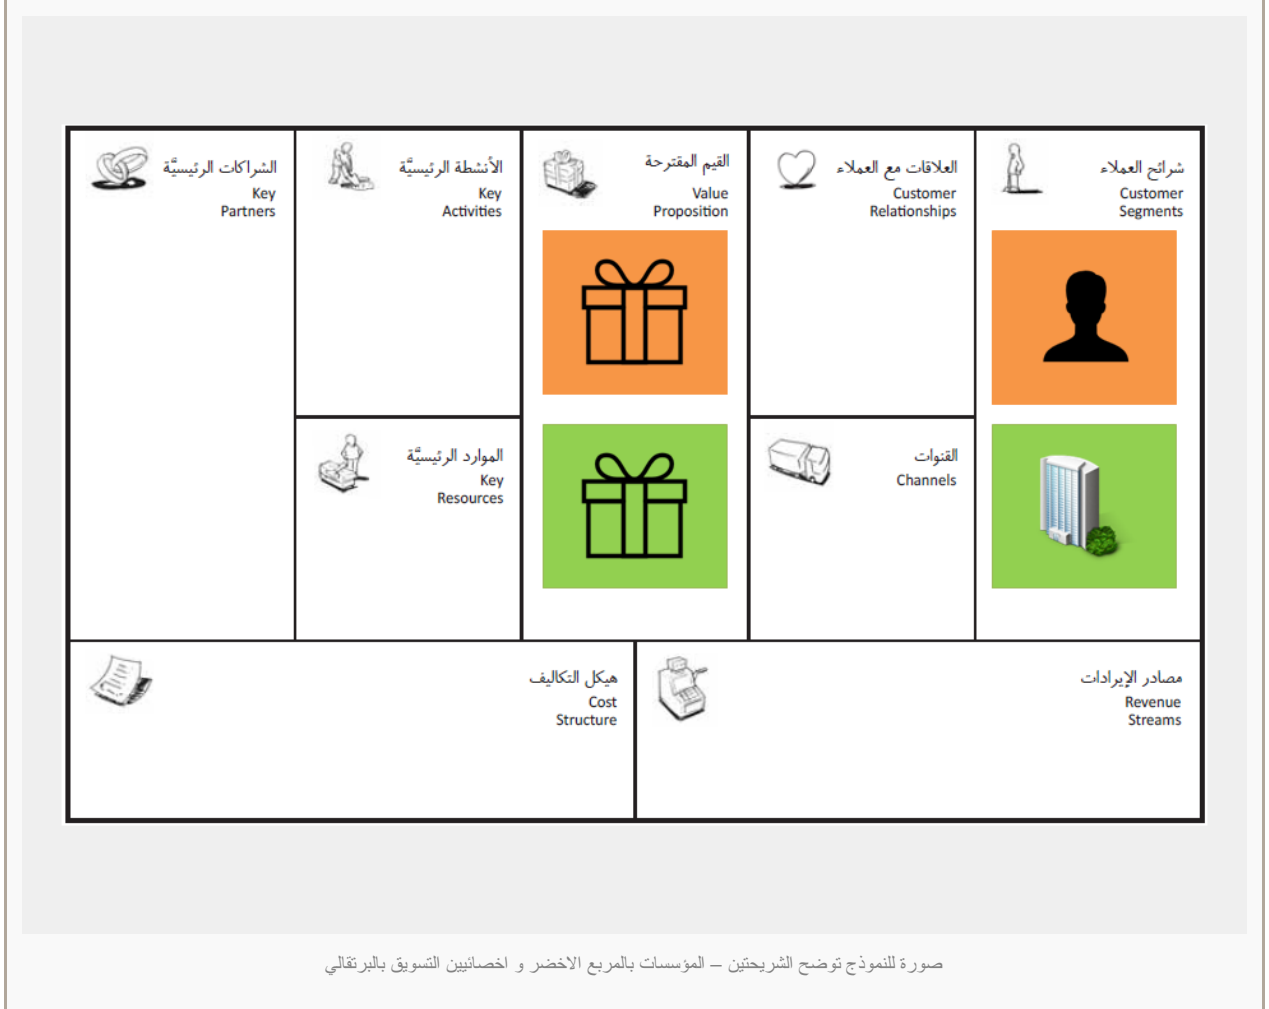 شرائح العملاء
Customer
Segments
العلاقات مع العملاء
Customer
Relationships
القيم المقترحة
Value
Proposition
الأنشطة الرئيسيَّة
Key
Activities
الشراكات الرئيسيَّة
Key
Partners
القنوات
Channels
الموارد الرئيسيَّة
Key
Resources
مصادر الإيرادات
Revenue
Streams
هيكل التكاليف
Cost
Structure
صورة للنموذج توضح الشريحتين – المؤسسات بالمربع الاخضر و اخصائيين التسويق بالبرتقالي